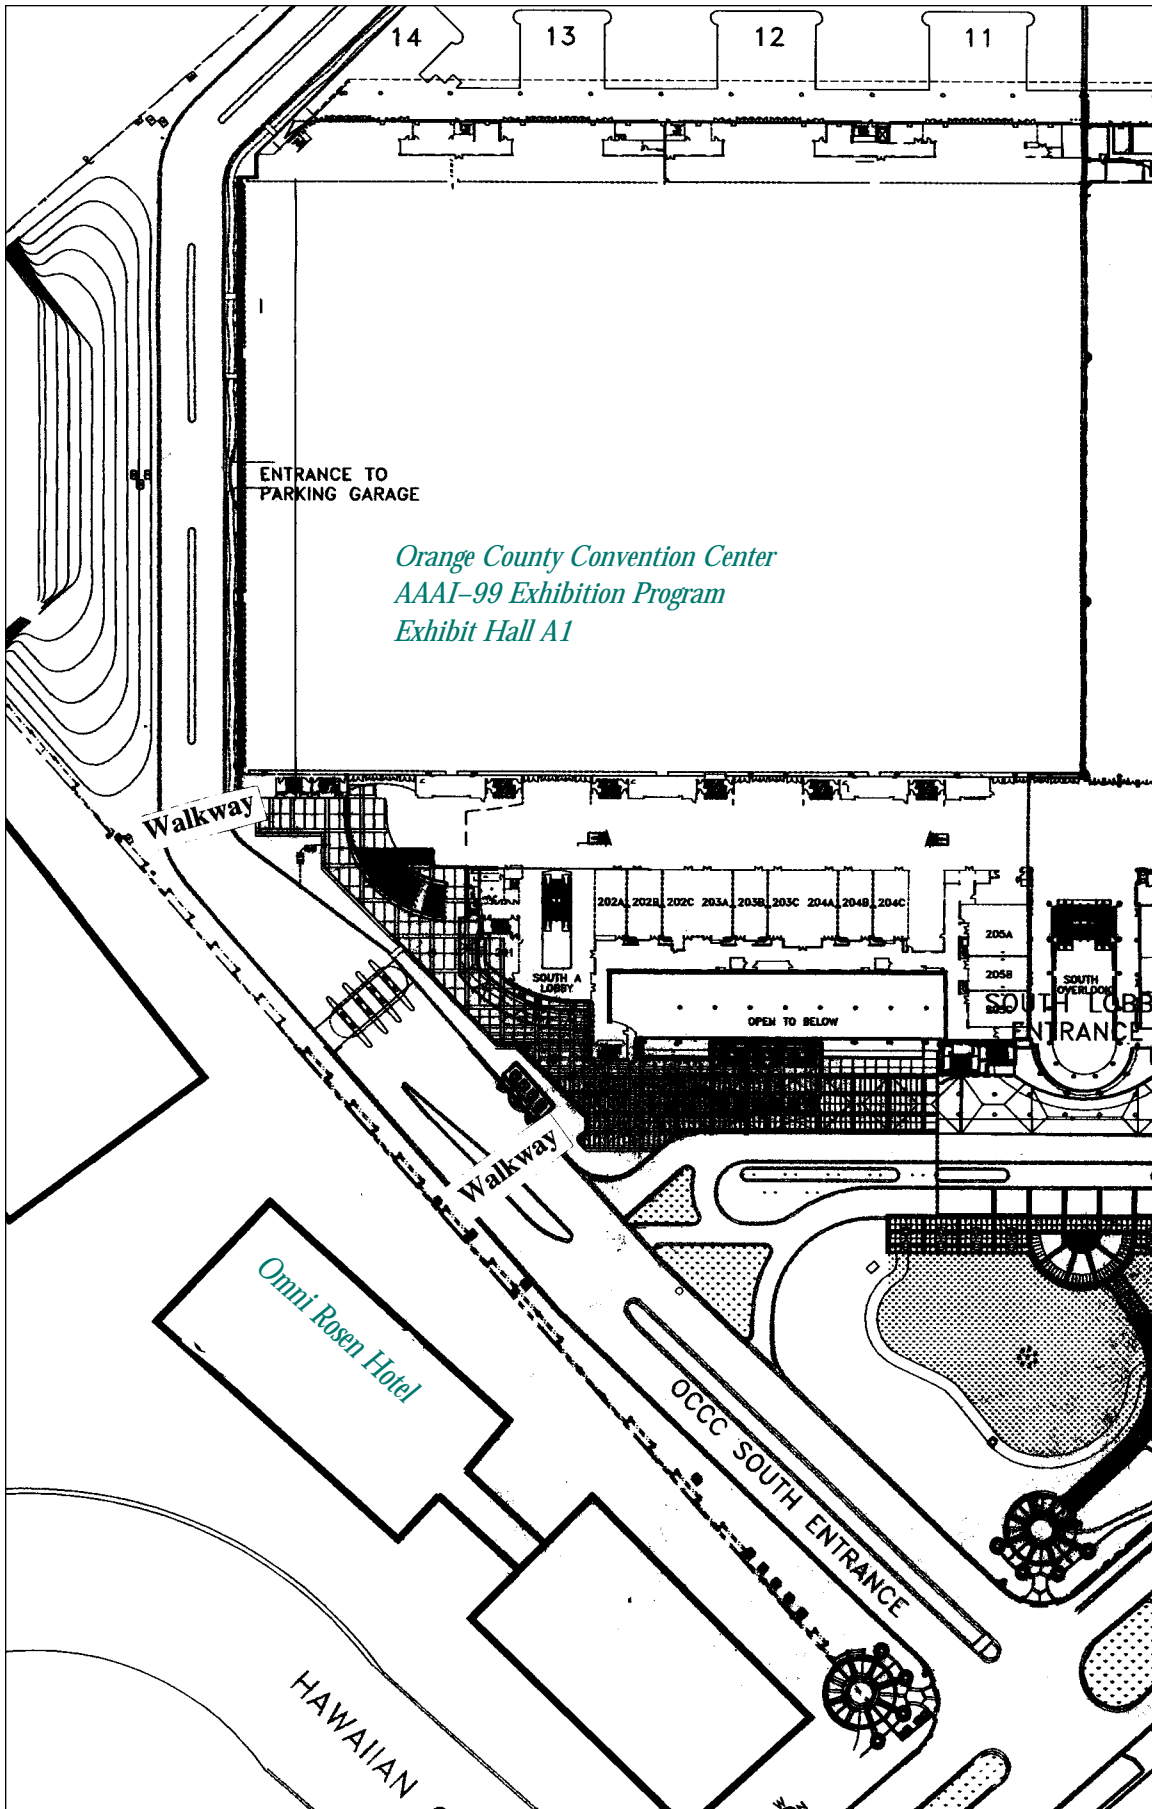 14
13
12
11
ENTRANCE TO
PARKING GARAGE
Orange County Convention Center
AAAI–99 Exhibition Program
Exhibit Hall A1
Walkway
202A 202B 202C 203A 203B 203C 204A 204B 204C
205A
205B
SOUTH A
LOBBY
SOUTH
OVERLOOK
SOUTH LOBB
ENTRANCE
OPEN TO BELOW
Walkway
Omni Rosen Hotel
OCCC SOUTH ENTRANCE
HAWAIIAN